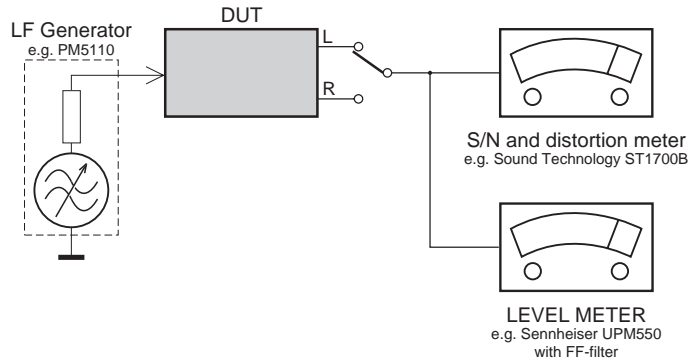 DUT
LF Generator
e.g. PM5110
L
R
S/N and distortion meter
e.g. Sound Technology ST1700B
LEVEL METER
e.g. Sennheiser UPM550
with FF-filter